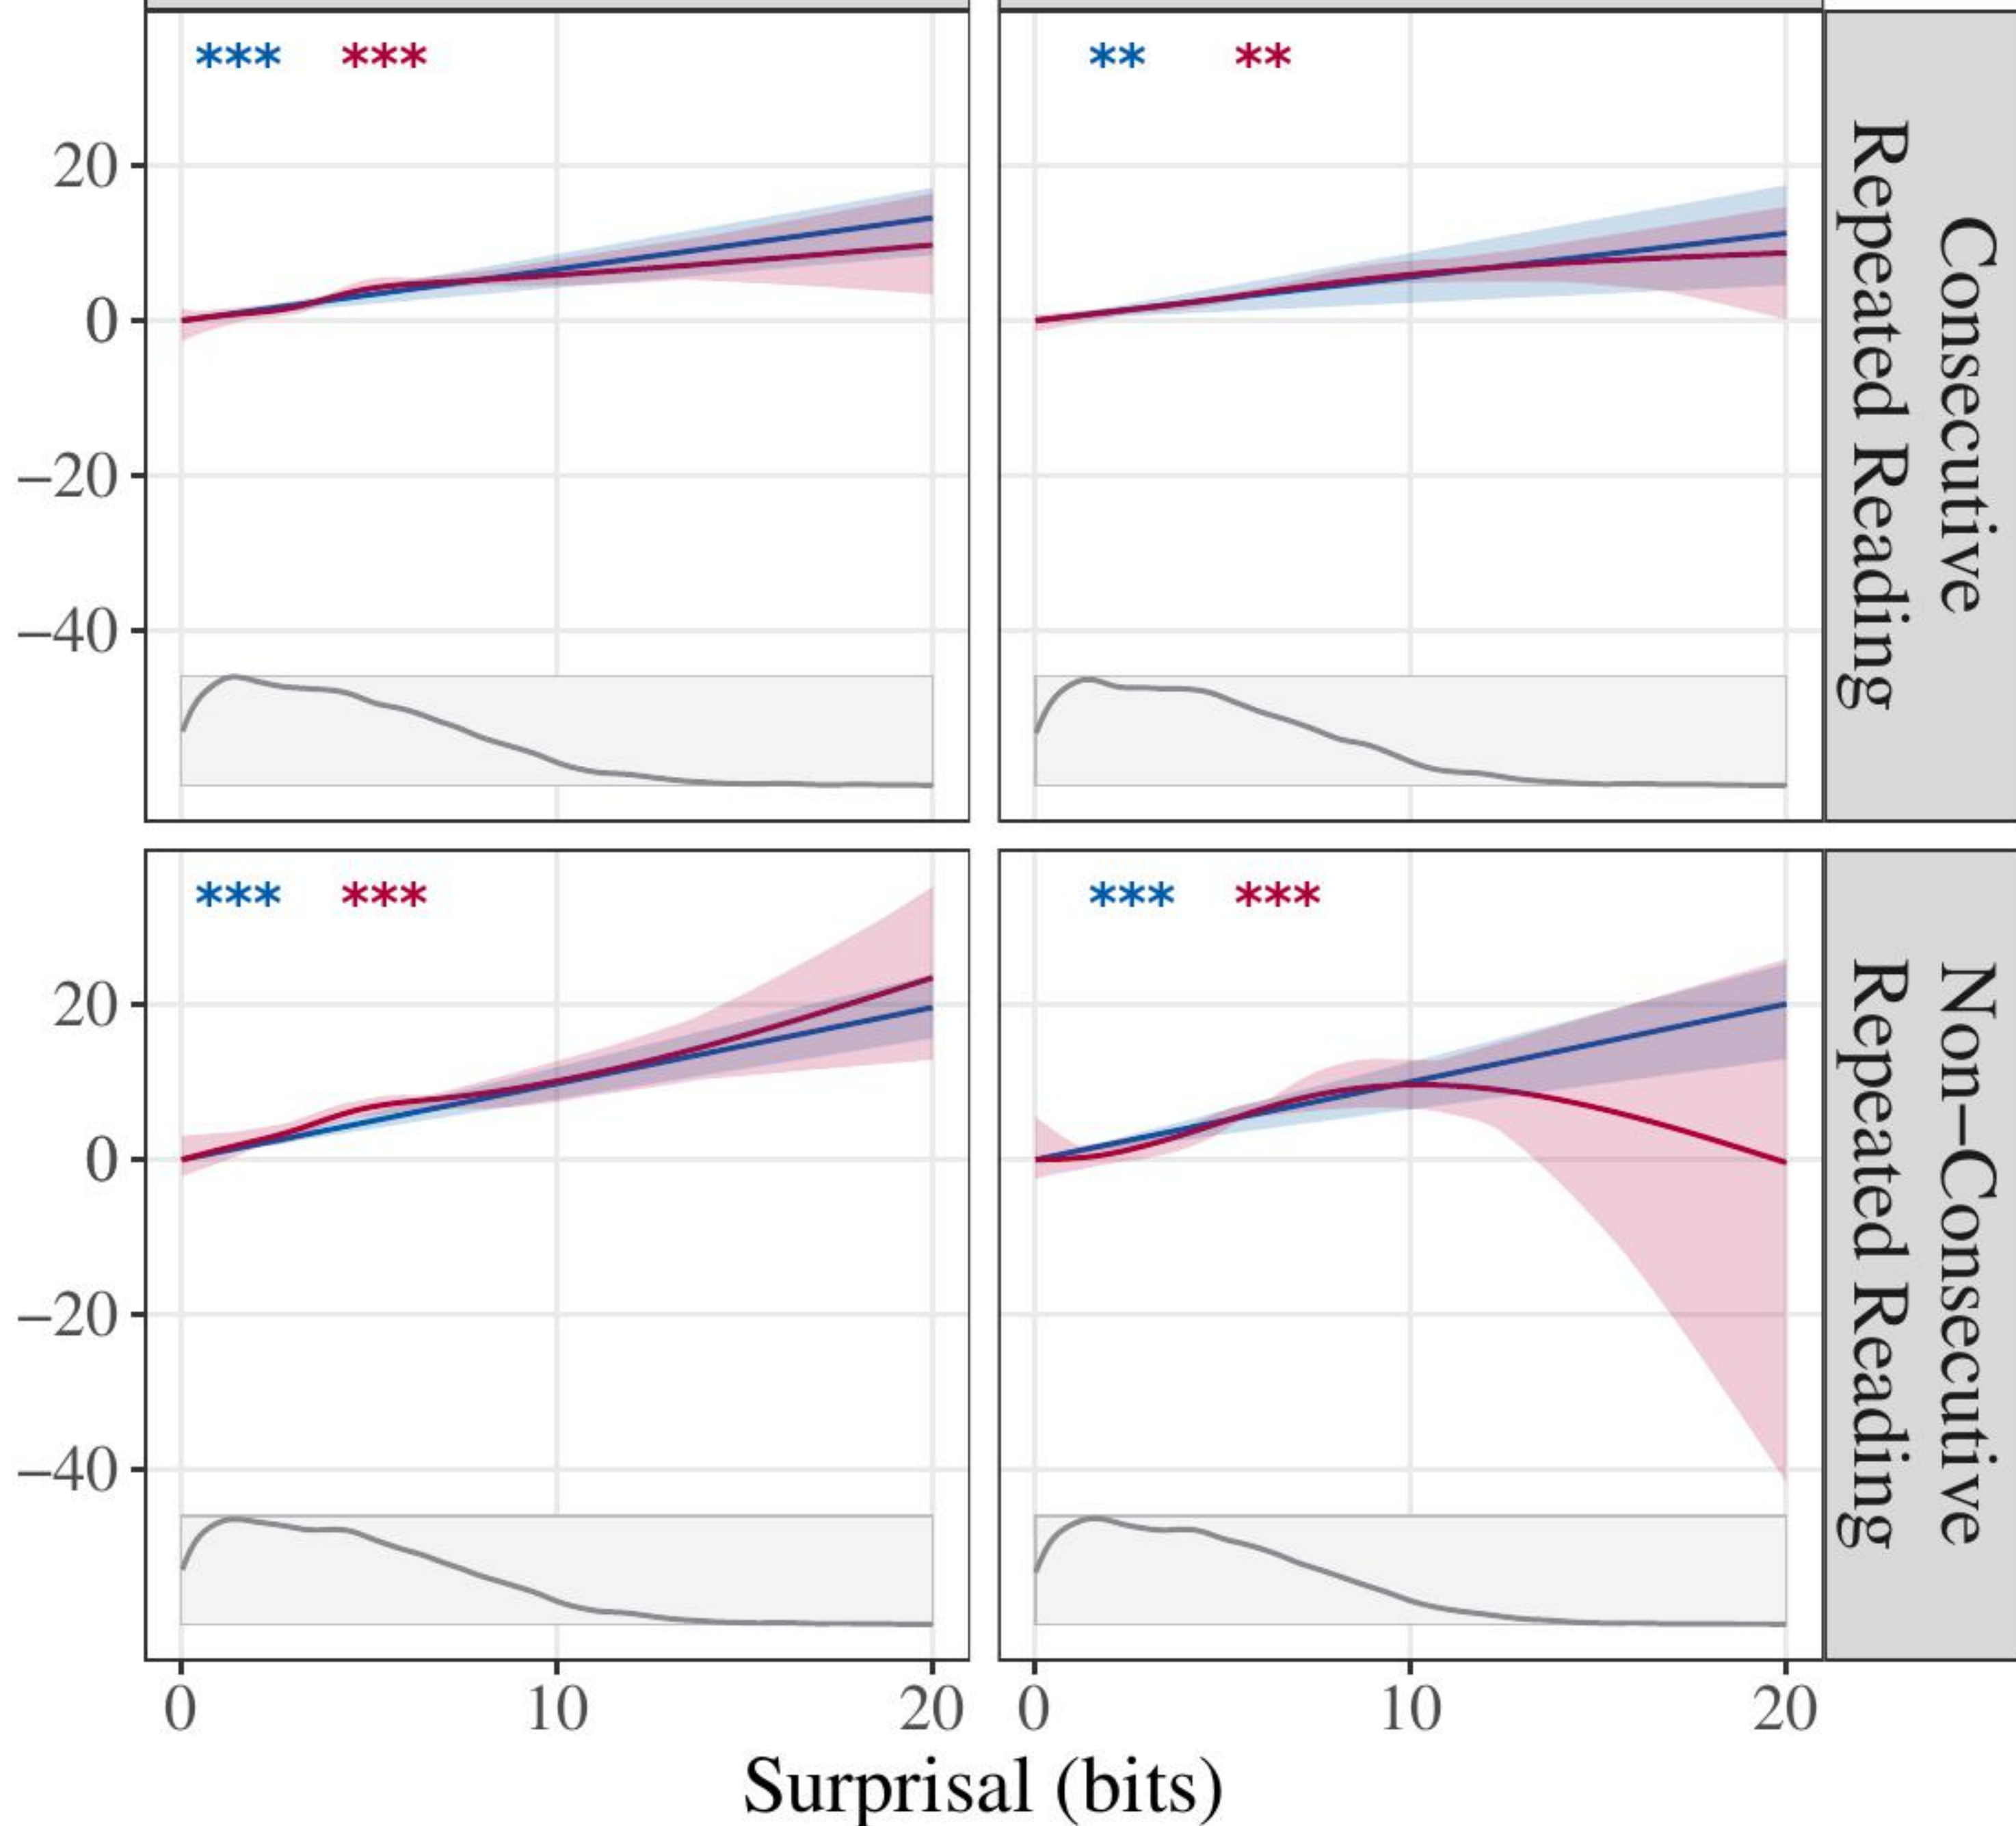 *** ***
** **
20
0
−20
−40
Consecutive
Repeated Reading
*** ***
*** ***
20
0
−20
−40
Non−Consecutive
Repeated Reading
0 10 20
0 10 20
Surprisal (bits)